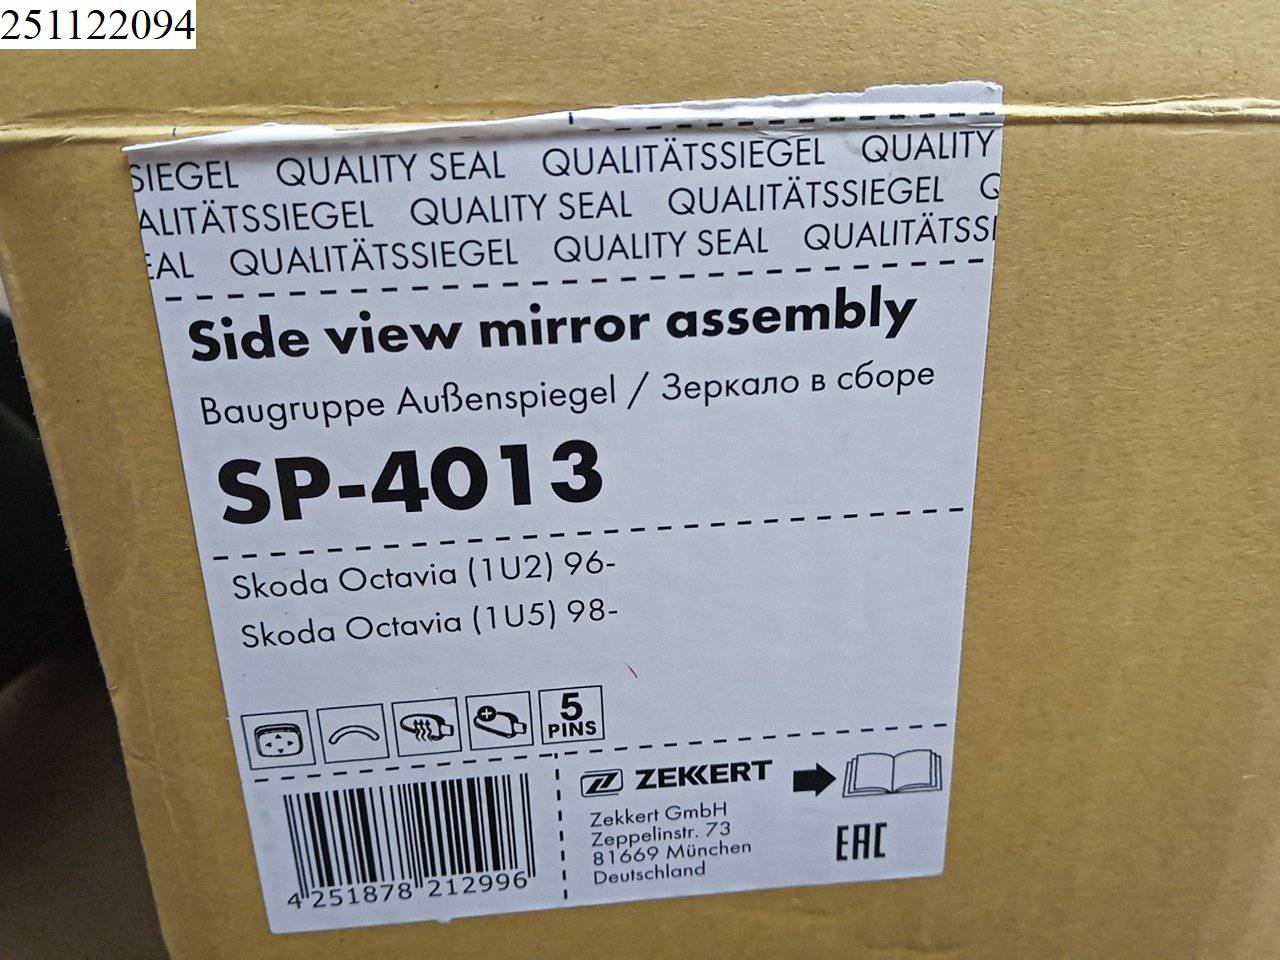 251122094
SIEGEL QUALITY SEAL QUALITÄTSSIEGEL QUALITY
ALITÄTSSIEGEL QUALITY SEAL QUALITÄTSSIEGEL Q
EAL QUALITÄTSSIEGEL QUALITY SEAL QUALITÄTSSI
Side view mirror assembly
Baugruppe Außenspiegel / Зеркало в сборе
SP-4013
Skoda Octavia (1U2) 96-
Skoda Octavia (1U5) 98-
5
PINS
ZEKKERT
Zekkert GmbH
Zeppelinstr. 73
81669 München
Deutschland
EAC
4 251878 212996